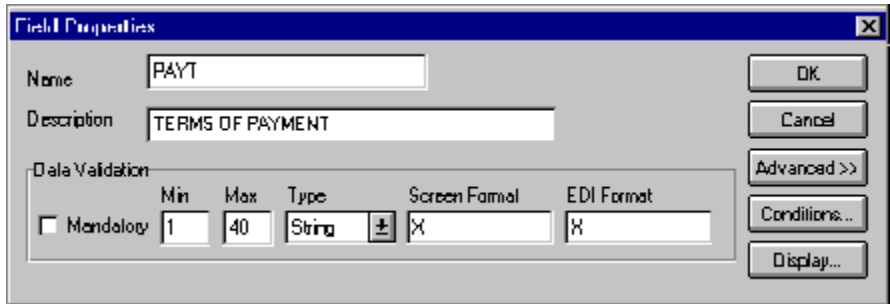 Field Properties
Name PAYT OK
Description TERMS OF PAYMENT Cancel
Data Validation Advanced >>
Min Max Type Screen Format EDI Format
Mandatory 1 40 String X X Conditions...
Display...